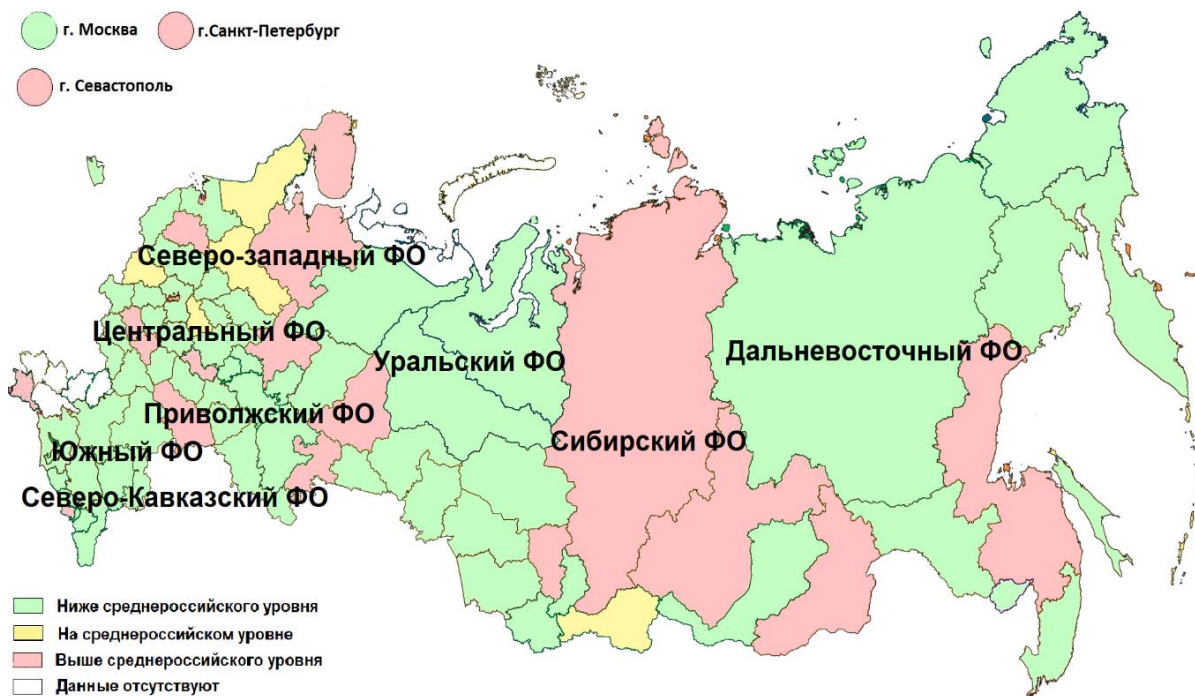 г. Москва
г.Санкт-Петербург
г. Севастополь
Северо-западный ФО
Центральный ФО
Уральский ФО
Дальневосточный ФО
Приволжский ФО
Сибирский ФО
Южный ФО
Северо-Кавказский ФО
Ниже среднероссийского уровня
На среднероссийском уровне
Выше среднероссийского уровня
Данные отсутствуют